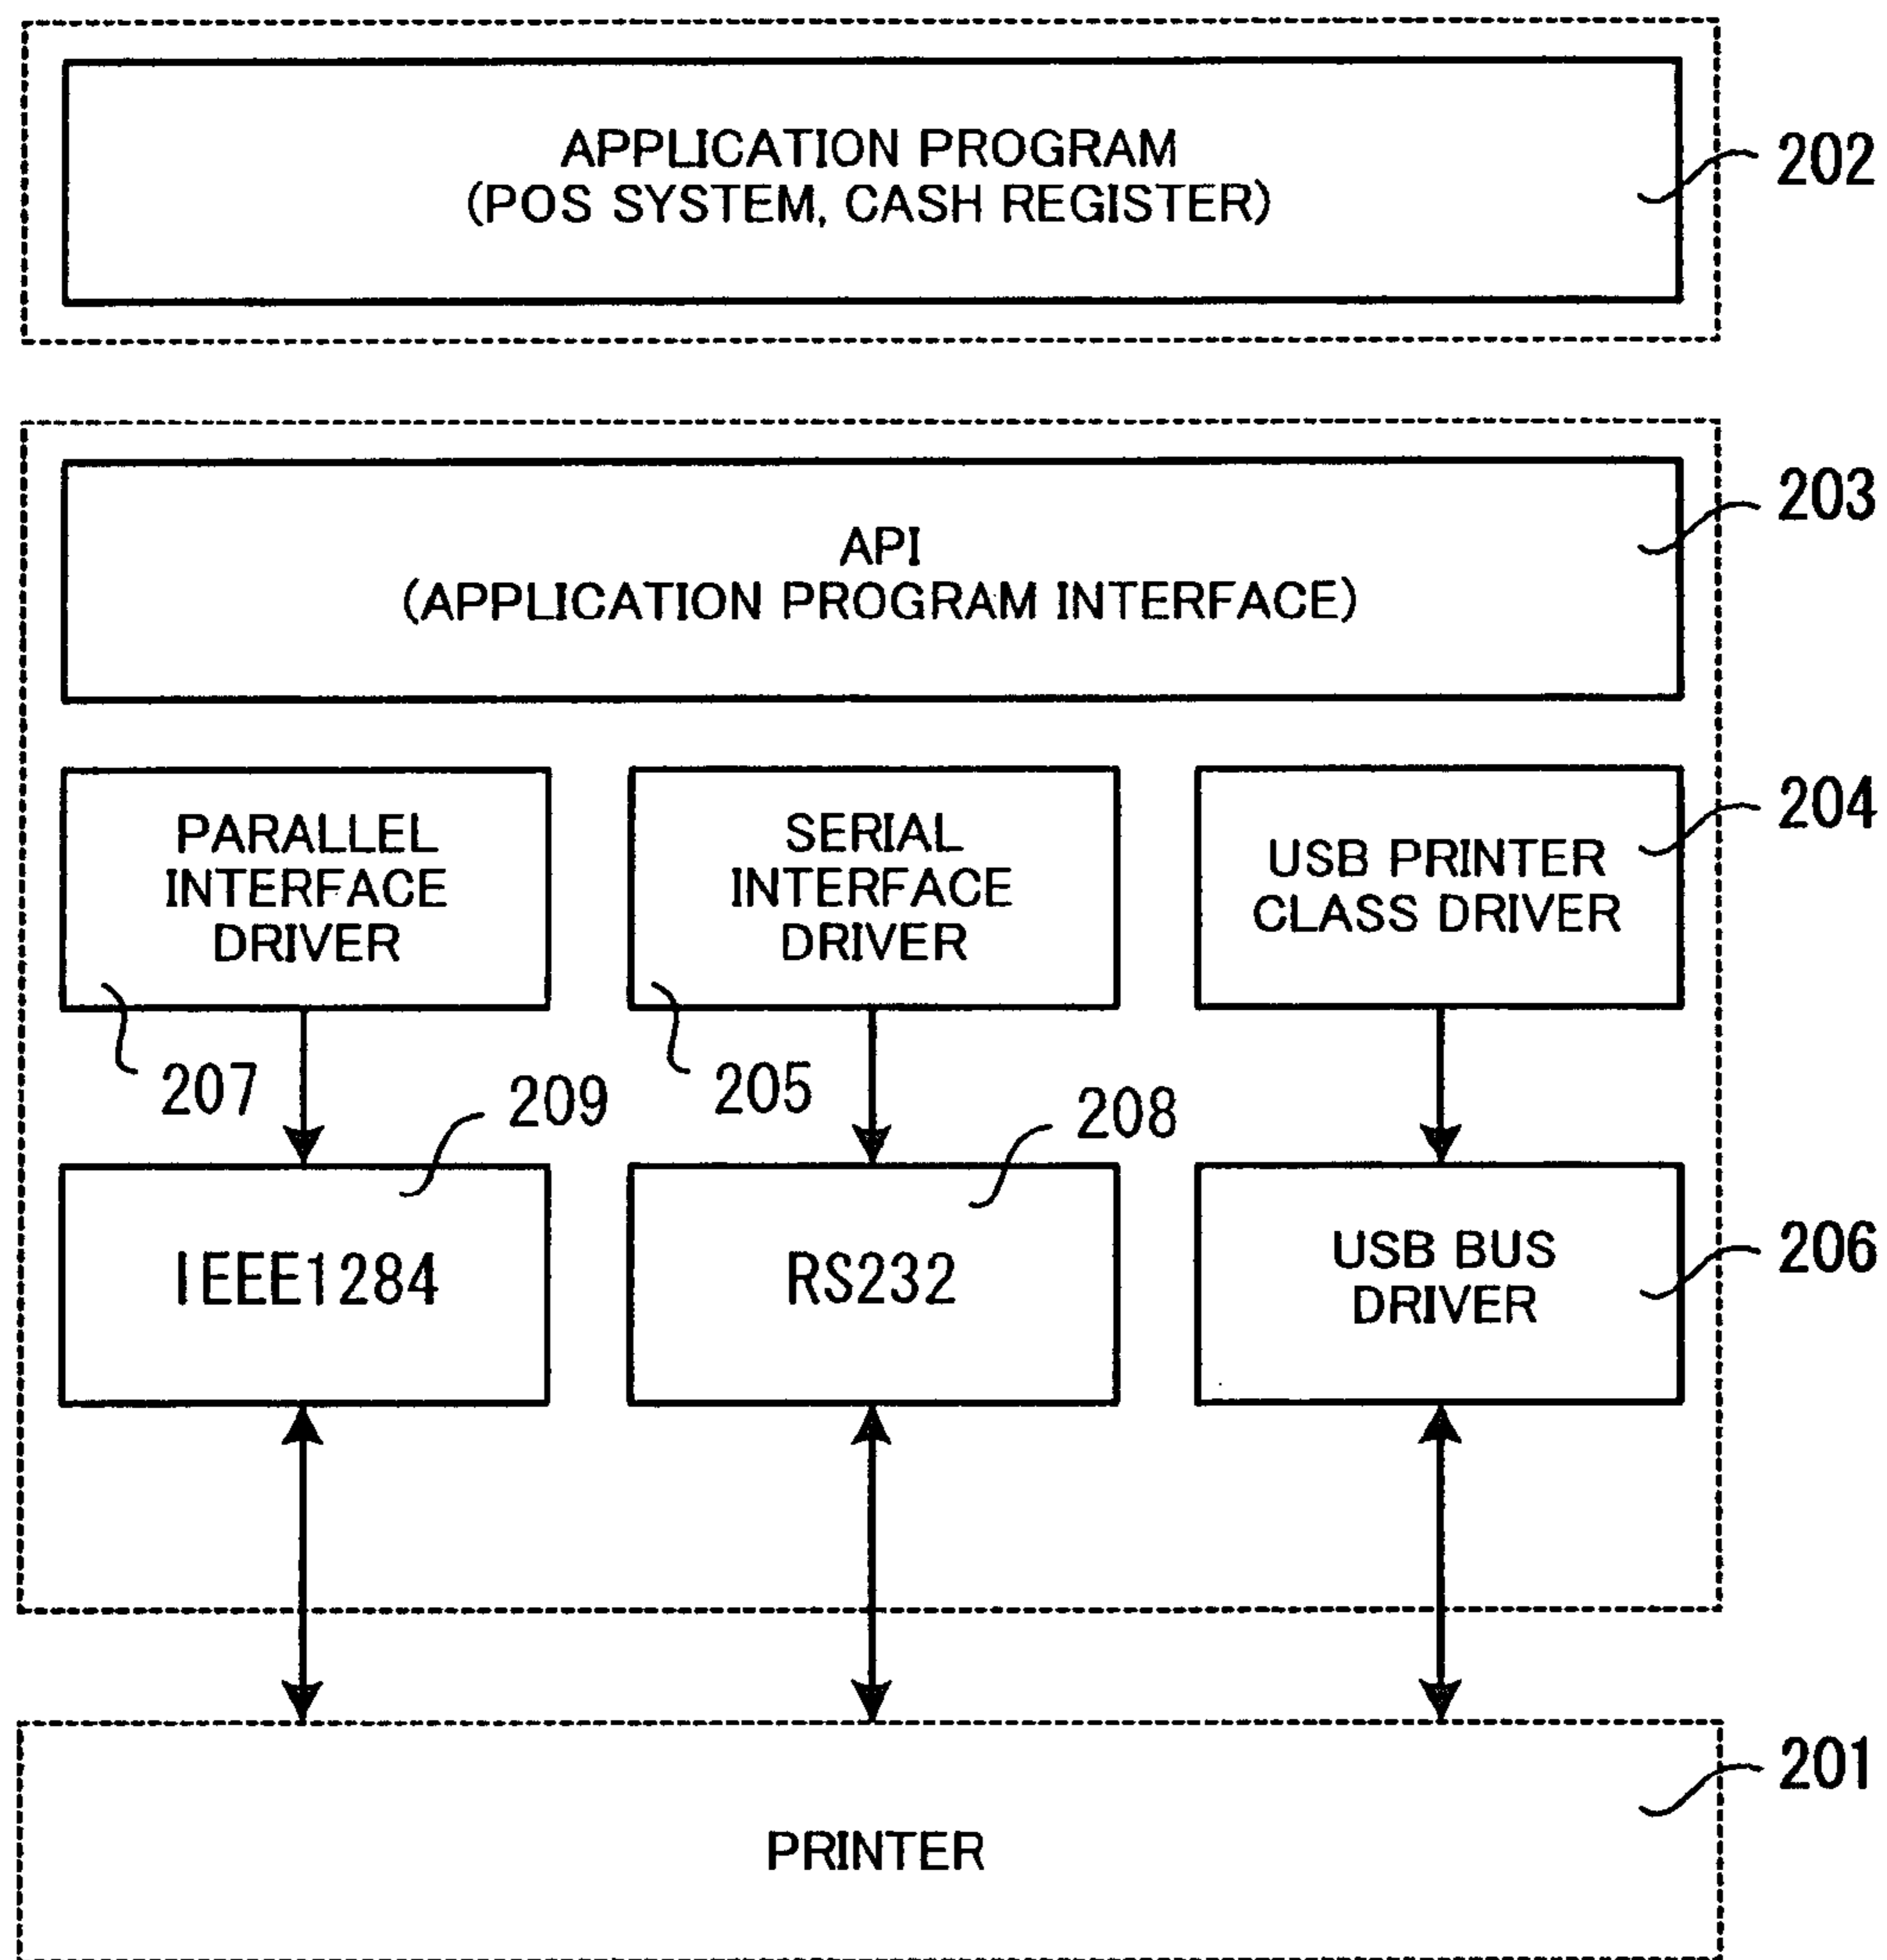 APPLICATION PROGRAM
(POS SYSTEM, CASH REGISTER)
202
API
(APPLICATION PROGRAM INTERFACE)
203
PARALLEL
INTERFACE
DRIVER
207
SERIAL
INTERFACE
DRIVER
205
USB PRINTER
CLASS DRIVER
204
IEEE1284
209
RS232
208
USB BUS
DRIVER
206
PRINTER
201